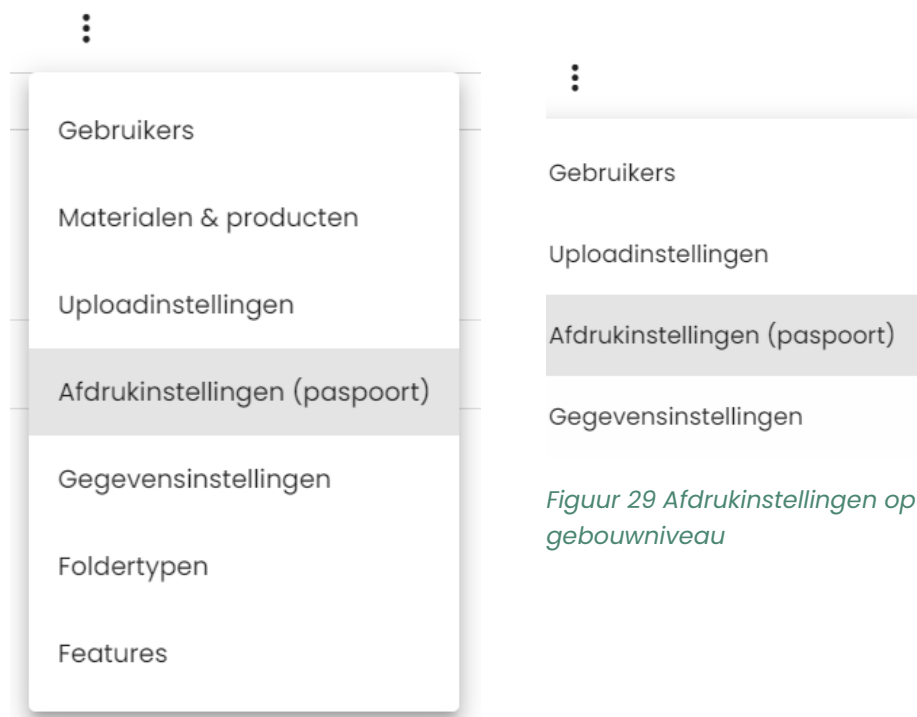 Gebruikers
Materialen & producten
Uploadinstellingen
Afdrukinstellingen (paspoort)
Gegevensinstellingen
Foldertypen
Features
Gebruikers
Uploadinstellingen
Afdrukinstellingen (paspoort)
Gegevensinstellingen
Figuur 29 Afdrukinstellingen op
gebouwniveau